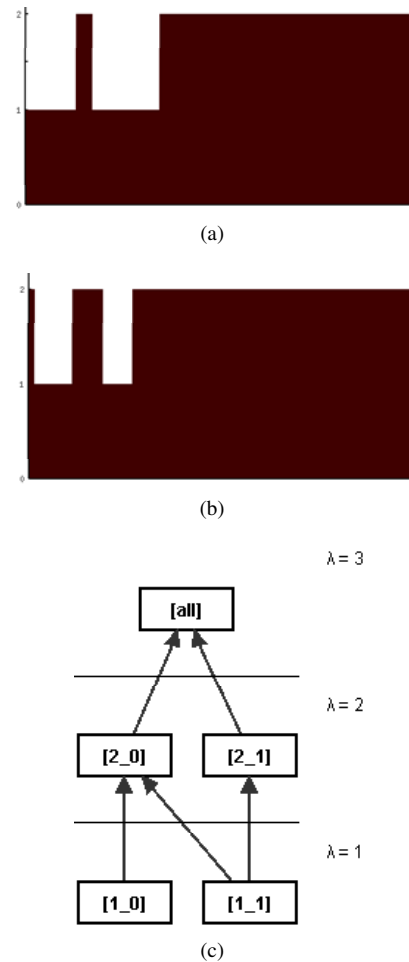 2
1
0
(a)
2
1
0
(b)
λ = 3
[all]
λ = 2
[2_0] [2_1]
λ = 1
[1_0] [1_1]
(c)